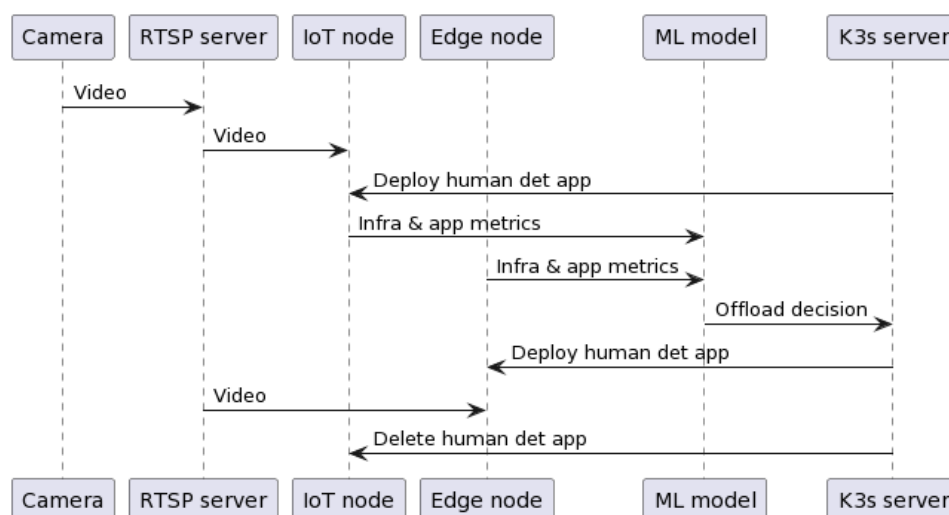 Camera RTSP server IoT node Edge node ML model K3s server
Video
Video
Deploy human det app
Infra & app metrics
Infra & app metrics
Offload decision
Deploy human det app
Video
Delete human det app
Camera RTSP server IoT node Edge node ML model K3s server